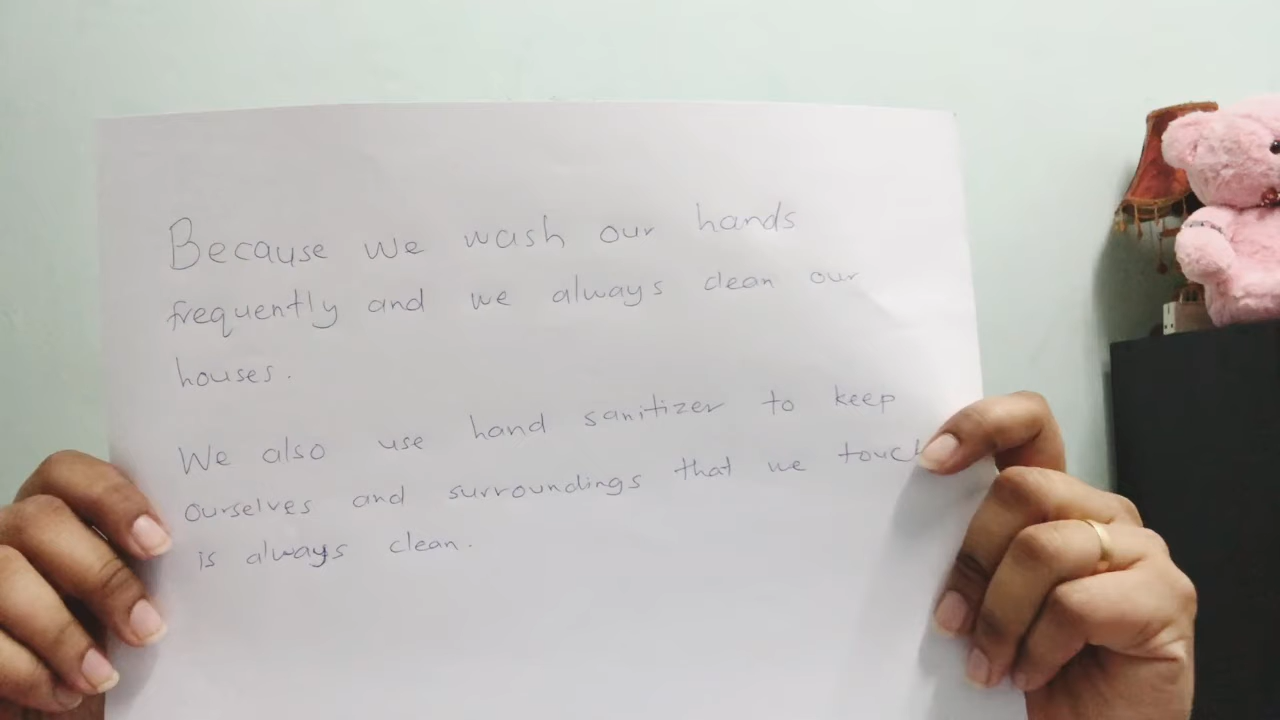 Because we wash our hands
frequently and we always clean our
houses.
We also use hand sanitizer to keep
ourselves and surroundings that we touch
is always clean.